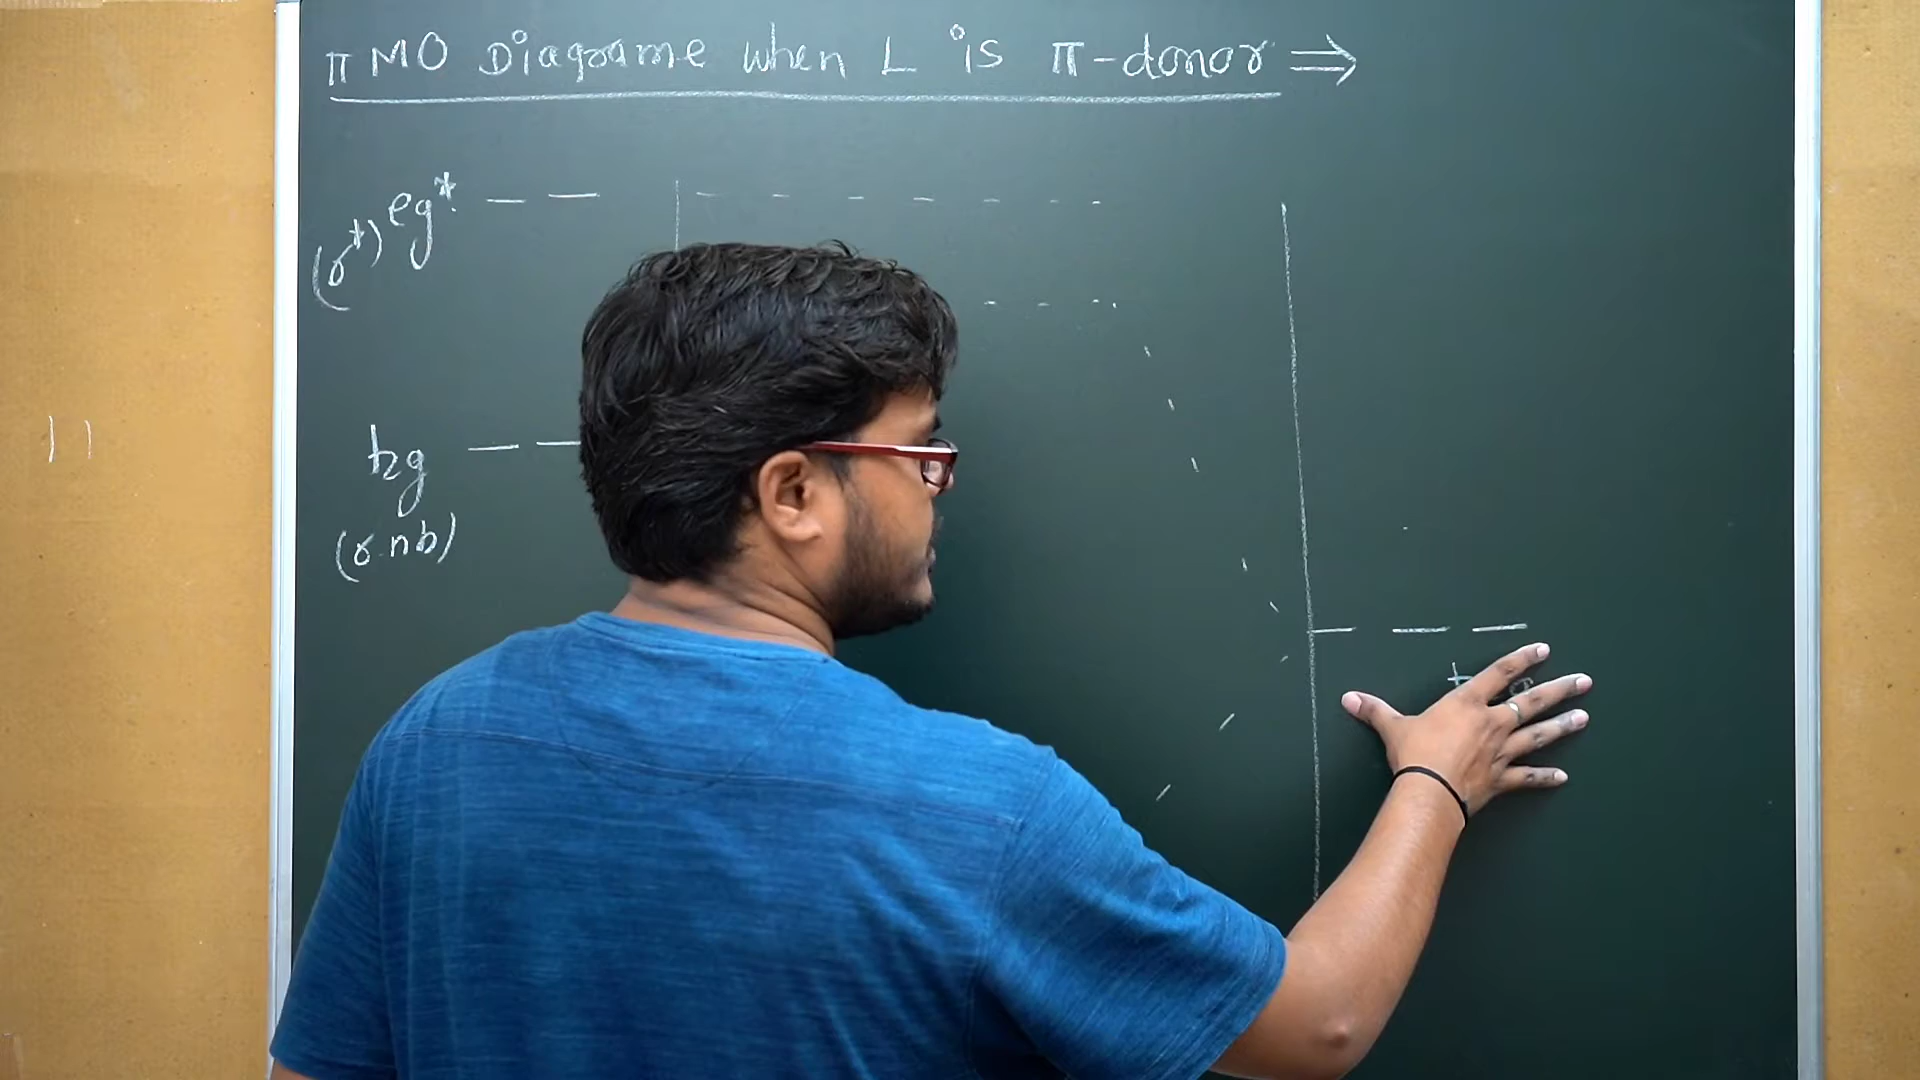 π MO Diagrame when L is π-donor ⇒
eg*
(σ*)
t2g
(σ nb)